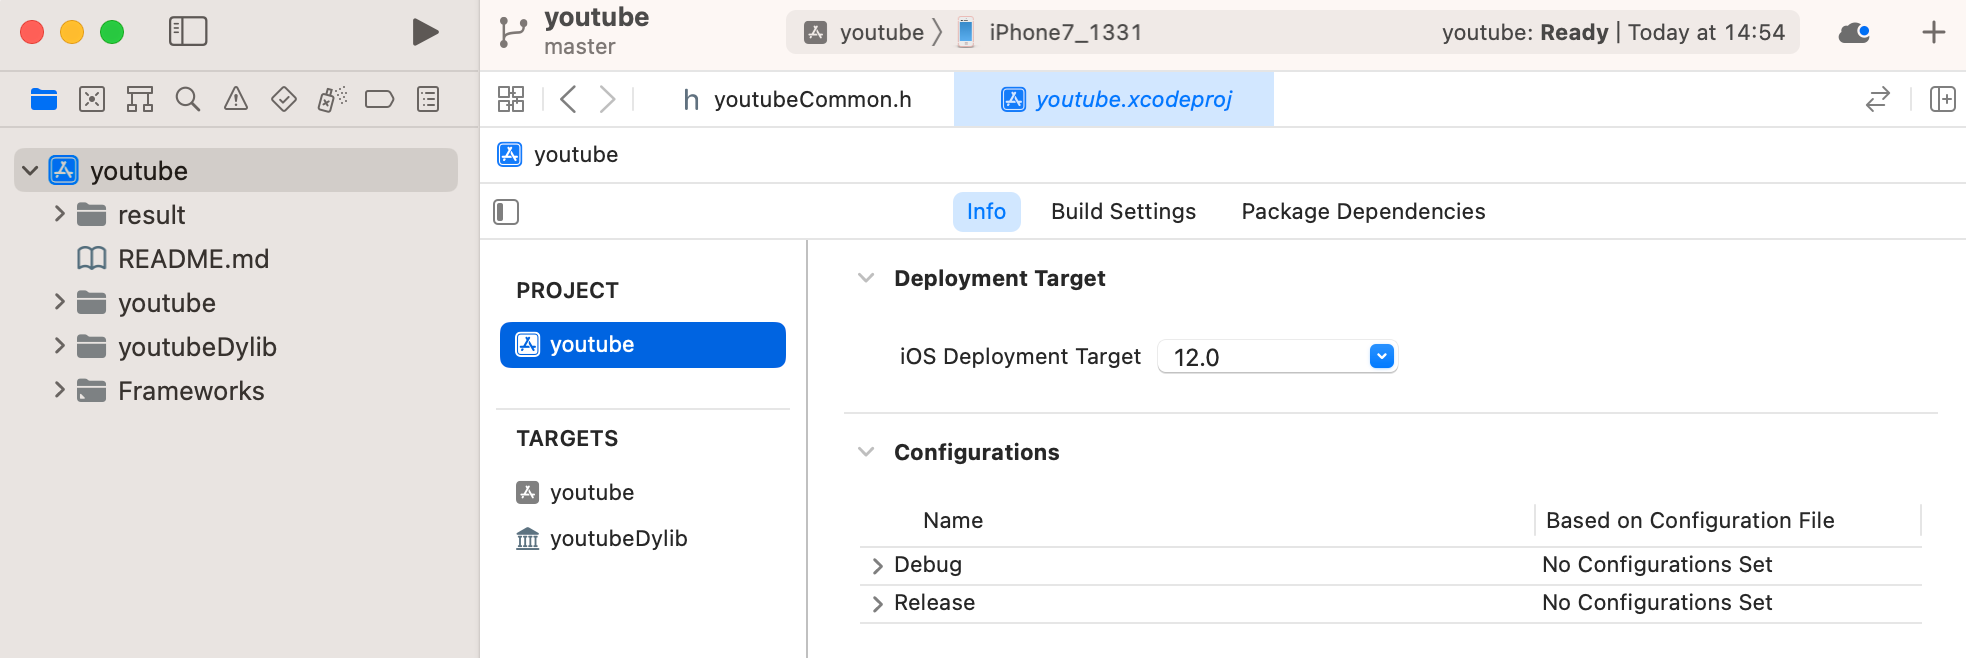 youtube
master
youtube
iPhone7_1331
youtube: Ready | Today at 14:54
h youtubeCommon.h
youtube.xcodeproj
youtube
youtube
result
README.md
youtube
youtubeDylib
Frameworks
Info
Build Settings
Package Dependencies
PROJECT
youtube
TARGETS
youtube
youtubeDylib
Deployment Target
iOS Deployment Target 12.0
Configurations
Name Based on Configuration File
Debug No Configurations Set
Release No Configurations Set